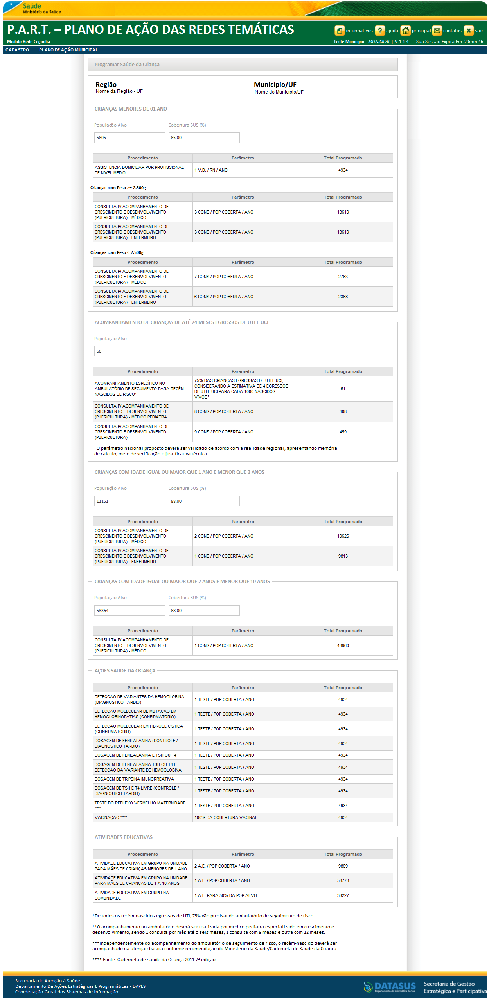 Saúde
Ministério da Saúde
P.A.R.T. – PLANO DE AÇÃO DAS REDES TEMÁTICAS
informativos ajuda principal contatos sair
Módulo Rede Cegonha
Teste Município - MUNICIPAL | V-1.1.4 Sua Sessão Expira Em: 29min 46
CADASTRO PLANO DE AÇÃO MUNICIPAL
Programar Saúde da Criança
Região Município/UF
Nome da Região - UF Nome do Município/UF
CRIANÇAS MENORES DE 01 ANO
População Alvo Cobertura SUS (%)
5805 85,00
Procedimento Parâmetro Total Programado
ASSISTENCIA DOMICILIAR POR PROFISSIONAL
DE NIVEL MEDIO
1 V.D. / RN / ANO
4934
Crianças com Peso >= 2.500g
Procedimento Parâmetro Total Programado
CONSULTA P/ ACOMPANHAMENTO DE
CRESCIMENTO E DESENVOLVIMENTO
(PUERICULTURA) - MÉDICO
3 CONS / POP COBERTA / ANO
13619
CONSULTA P/ ACOMPANHAMENTO DE
CRESCIMENTO E DESENVOLVIMENTO
(PUERICULTURA) - ENFERMEIRO
3 CONS / POP COBERTA / ANO
13619
Crianças com Peso < 2.500g
Procedimento Parâmetro Total Programado
CONSULTA P/ ACOMPANHAMENTO DE
CRESCIMENTO E DESENVOLVIMENTO
(PUERICULTURA) - MÉDICO
7 CONS / POP COBERTA / ANO
2763
CONSULTA P/ ACOMPANHAMENTO DE
CRESCIMENTO E DESENVOLVIMENTO
(PUERICULTURA) - ENFERMEIRO
6 CONS / POP COBERTA / ANO
2368
ACOMPANHAMENTO DE CRIANÇAS DE ATÉ 24 MESES EGRESSOS DE UTI E UCI
População Alvo
68
Procedimento Parâmetro Total Programado
ACOMPANHAMENTO ESPECÍFICO NO
AMBULATÓRIO DE SEGUIMENTO PARA RECÉM-
NASCIDOS DE RISCO*
75% DAS CRIANÇAS EGRESSAS DE UTI E UCI,
CONSIDERANDO A ESTIMATIVA DE 4 EGRESSOS
DE UTI E UCI PARA CADA 1000 NASCIDOS
VIVOS¹
51
CONSULTA P/ ACOMPANHAMENTO DE
CRESCIMENTO E DESENVOLVIMENTO
(PUERICULTURA) - MÉDICO PEDIATRA
8 CONS / POP COBERTA / ANO
408
CONSULTA P/ ACOMPANHAMENTO DE
CRESCIMENTO E DESENVOLVIMENTO
(PUERICULTURA)
9 CONS / POP COBERTA / ANO
459
¹ O parâmetro nacional proposto deverá ser validado de acordo com a realidade regional, apresentando memória
de calculo, meio de verificação e justificativa técnica.
CRIANÇAS COM IDADE IGUAL OU MAIOR QUE 1 ANO E MENOR QUE 2 ANOS
População Alvo Cobertura SUS (%)
11151 88,00
Procedimento Parâmetro Total Programado
CONSULTA P/ ACOMPANHAMENTO DE
CRESCIMENTO E DESENVOLVIMENTO
(PUERICULTURA) - MÉDICO
2 CONS / POP COBERTA / ANO
19626
CONSULTA P/ ACOMPANHAMENTO DE
CRESCIMENTO E DESENVOLVIMENTO
(PUERICULTURA) - ENFERMEIRO
1 CONS / POP COBERTA / ANO
9813
CRIANÇAS COM IDADE IGUAL OU MAIOR QUE 2 ANOS E MENOR QUE 10 ANOS
População Alvo Cobertura SUS (%)
53364 88,00
Procedimento Parâmetro Total Programado
CONSULTA P/ ACOMPANHAMENTO DE
CRESCIMENTO E DESENVOLVIMENTO
(PUERICULTURA) - MÉDICO
1 CONS / POP COBERTA / ANO
46960
AÇÕES SAÚDE DA CRIANÇA
Procedimento Parâmetro Total Programado
DETECCAO DE VARIANTES DA HEMOGLOBINA
(DIAGNOSTICO TARDIO)
1 TESTE / POP COBERTA / ANO
4934
DETECCAO MOLECULAR DE MUTACAO EM
HEMOGLOBINOPATIAS (CONFIRMATORIO)
1 TESTE / POP COBERTA / ANO
4934
DETECCAO MOLECULAR EM FIBROSE CISTICA
(CONFIRMATORIO)
1 TESTE / POP COBERTA / ANO
4934
DOSAGEM DE FENILALANINA (CONTROLE /
DIAGNOSTICO TARDIO)
1 TESTE / POP COBERTA / ANO
4934
DOSAGEM DE FENILALANINA E TSH OU T4
1 TESTE / POP COBERTA / ANO
4934
DOSAGEM DE FENILALANINA TSH OU T4 E
DETECCAO DA VARIANTE DE HEMOGLOBINA
1 TESTE / POP COBERTA / ANO
4934
DOSAGEM DE TRIPSINA IMUNORREATIVA
1 TESTE / POP COBERTA / ANO
4934
DOSAGEM DE TSH E T4 LIVRE (CONTROLE /
DIAGNOSTICO TARDIO)
1 TESTE / POP COBERTA / ANO
4934
TESTE DO REFLEXO VERMELHO MATERNIDADE
****
1 TESTE / POP COBERTA / ANO
4934
VACINAÇÃO ****
100% DA COBERTURA VACINAL
4934
ATIVIDADES EDUCATIVAS
Procedimento Parâmetro Total Programado
ATIVIDADE EDUCATIVA EM GRUPO NA UNIDADE
PARA MÃES DE CRIANÇAS MENORES DE 1 ANO
2 A.E. / POP COBERTA / ANO
9869
ATIVIDADE EDUCATIVA EM GRUPO NA UNIDADE
PARA MÃES DE CRIANÇAS DE 1 A 10 ANOS
1 A.E. / POP COBERTA / ANO
56773
ATIVIDADE EDUCATIVA EM GRUPO NA
COMUNIDADE
1 A.E. PARA 50% DA POP ALVO
38227
*De todos os recém-nascidos egressos de UTI, 75% vão precisar do ambulatório de seguimento de risco.
**O acompanhamento no ambulatório deverá ser realizada por médico pediatra especializado em crescimento e
desenvolvimento, sendo 1 consulta por mês até o seis meses, 1 consulta com 9 meses e outra com 12 meses.
***Independentemente do acompanhamento do ambulatório de seguimento de risco, o recém-nascido deverá ser
acompanhado na atenção básica conforme recomendação do Ministério da Saúde/Caderneta de Saúde da Criança.
**** Fonte: Caderneta de saúde da Criança 2011 7ª edição
Secretaria de Atenção à Saúde
Departamento De Ações Estratégicas E Programáticas - DAPES
Coordenação-Geral dos Sistemas de Informação
DATASUS
Departamento de Informática do Sus
Secretaria de Gestão
Estratégica e Participativa